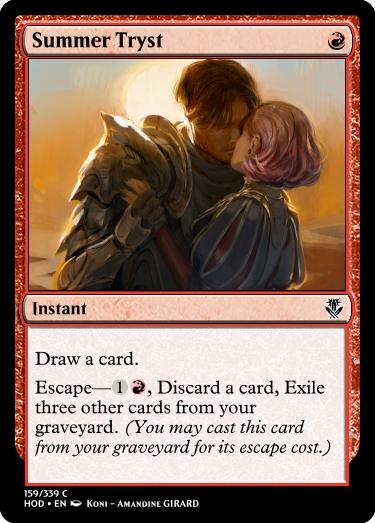 Summer Tryst
Instant
Draw a card.
Escape—1, Discard a card, Exile
three other cards from your
graveyard. (You may cast this card
from your graveyard for its escape cost.)
159/339 C
HOD • EN Koni – Amandine GIRARD